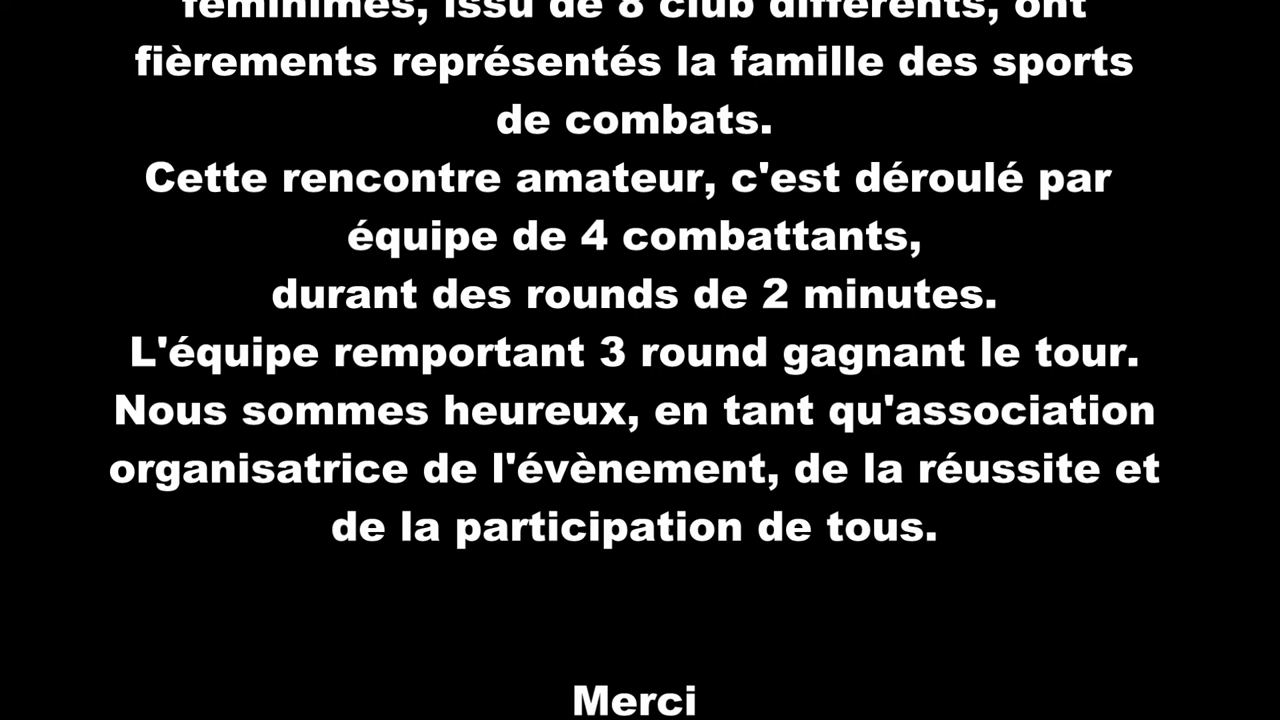 féminimes, issu de 8 club différents, ont
fièrements représentés la famille des sports
de combats.
Cette rencontre amateur, c'est déroulé par
équipe de 4 combattants,
durant des rounds de 2 minutes.
L'équipe remportant 3 round gagnant le tour.
Nous sommes heureux, en tant qu'association
organisatrice de l'évènement, de la réussite et
de la participation de tous.
Merci